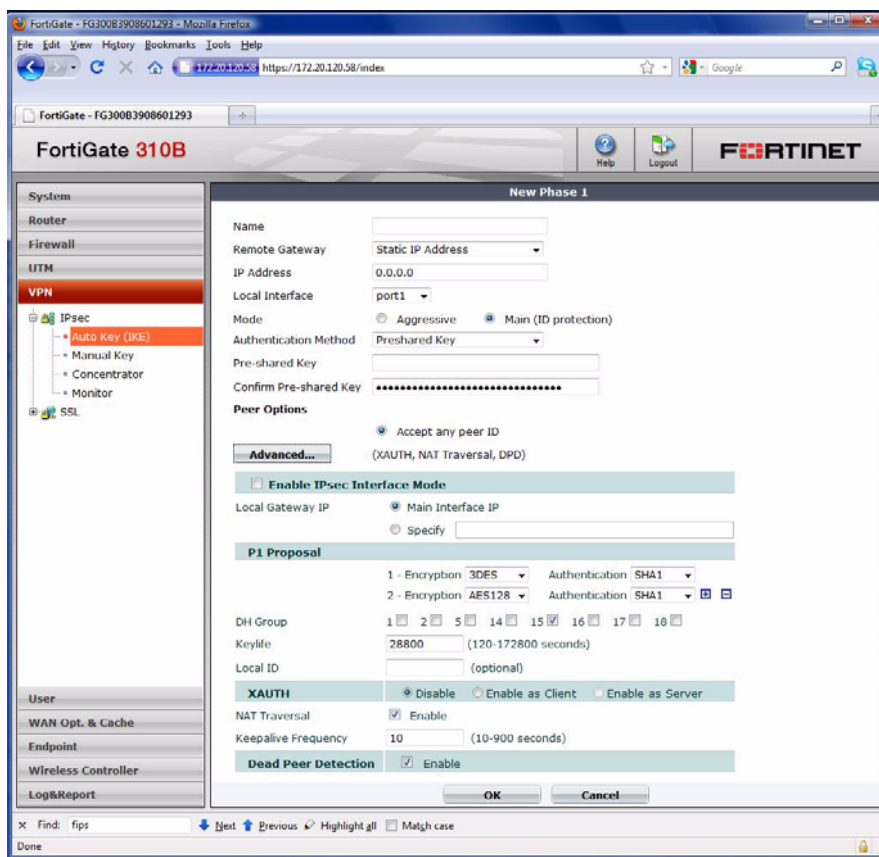 FortiGate - FG300B3908601293 - Mozilla Firefox
File Edit View History Bookmarks Tools Help
172.20.120.58 https://172.20.120.58/index
Google
FortiGate - FG300B3908601293
FortiGate 310B
Help
Logout
FORTINET
System
Router
Firewall
UTM
VPN
IPsec
Auto Key (IKE)
Manual Key
Concentrator
Monitor
SSL
User
WAN Opt. & Cache
Endpoint
Wireless Controller
Log&Report
New Phase 1
Name
Remote Gateway Static IP Address
IP Address 0.0.0.0
Local Interface port1
Mode Aggressive Main (ID protection)
Authentication Method Preshared Key
Pre-shared Key
Confirm Pre-shared Key
Peer Options
Accept any peer ID
Advanced... (XAUTH, NAT Traversal, DPD)
Enable IPsec Interface Mode
Local Gateway IP Main Interface IP
Specify
P1 Proposal
1 - Encryption 3DES Authentication SHA1
2 - Encryption AES128 Authentication SHA1
DH Group 1 2 5 14 15 16 17 18
Keylife 28800 (120-172800 seconds)
Local ID (optional)
XAUTH Disable Enable as Client Enable as Server
NAT Traversal Enable
Keepalive Frequency 10 (10-900 seconds)
Dead Peer Detection Enable
OK Cancel
x Find: fips Next Previous Highlight all Match case
Done